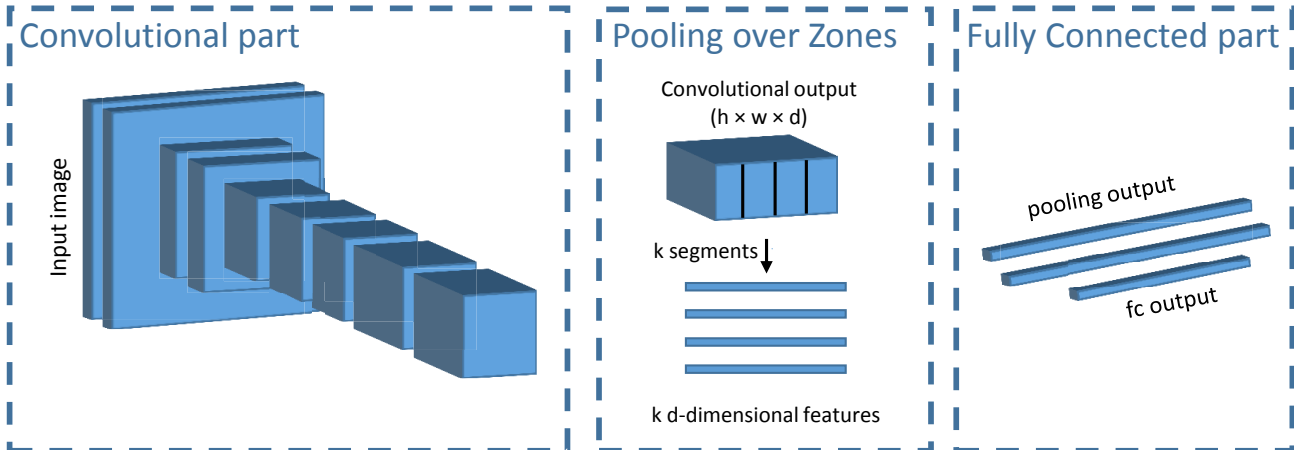 Convolutional part
Input image
Pooling over Zones
Convolutional output
(h × w × d)
k segments
k d-dimensional features
Fully Connected part
pooling output
fc output